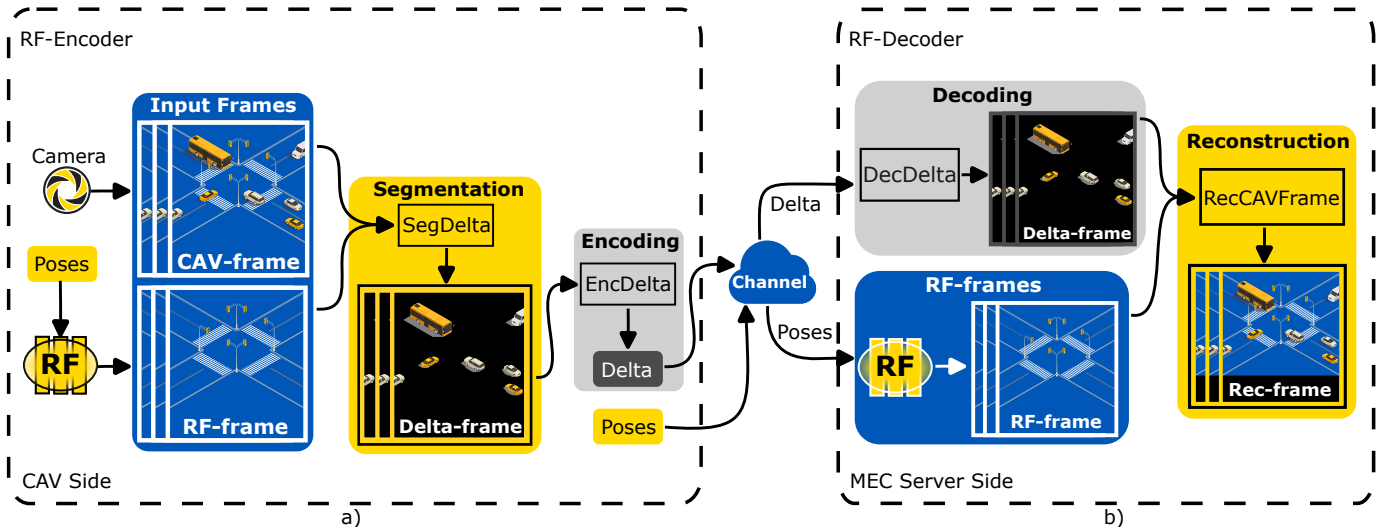 RF-Encoder
Input Frames
Camera
CAV-frame
Poses
RF
RF-frame
Segmentation
SegDelta
Delta-frame
Encoding
EncDelta
Delta
Poses
CAV Side
a)
Channel
Delta
Poses
RF-Decoder
Decoding
DecDelta
Delta-frame
RF-frames
RF
RF-frame
Reconstruction
RecCAVFrame
Rec-frame
MEC Server Side
b)